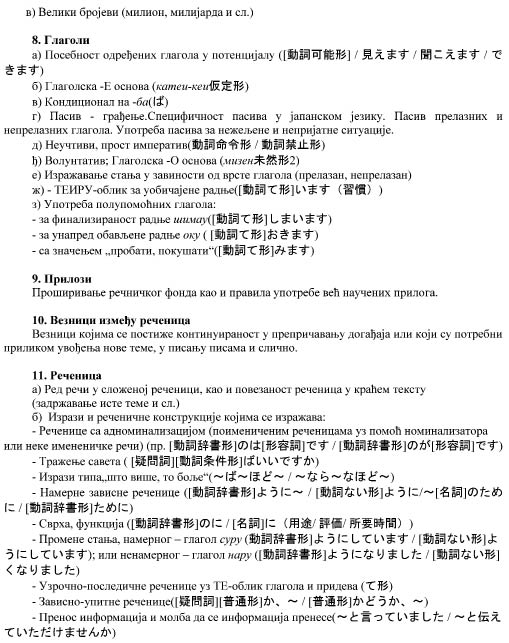 в) Велики бројеви (милион, милијарда и сл.)
8. Глаголи
а) Посебност одређених глагола у потенцијалу ([動詞可能形] / 見えます / 聞こえます / で
きます)
б) Глаголска -Е основа (катеи-кеи仮定形)
в) Кондиционал на -ба(ば)
г) Пасив - грађење.Специфичност пасива у јапанском језику. Пасив прелазних и
непрелазних глагола. Употреба пасива за нежељене и непријатне ситуације.
д) Неучтиви, прост императив(動詞命令形 / 動詞禁止形)
ђ) Волунтатив; Глаголска -О основа (мизен未然形2)
е) Изражавање стања у завиности од врсте глагола (прелазан, непрелазан)
ж) - ТЕИРУ-облик за уобичајене радње([動詞て形]います（習慣）)
з) Употреба полупомоћних глагола:
- за финализираност радње шимау([動詞て形]しまいます)
- за унапред обављене радње оку ( [動詞て形]おきます)
- са значењем „пробати, покушати“([動詞て形]みます)
9. Прилози
Проширивање речничког фонда као и правила употребе већ научених прилога.
10. Везници између реченица
Везници којима се постиже континуираност у препричавању догађаја или који су потребни
приликом увођења нове теме, у писању писама и слично.
11. Реченица
а) Ред речи у сложеној реченици, као и повезаност реченица у краћем тексту
(задржавање исте теме и сл.)
б) Изрази и реченичне конструкције којима се изражава:
- Реченице са адноминализацијом (поимениченим реченицама уз помоћ номинализатора
или неке именничке речи) (пр. [動詞辞書形]のは[形容詞]です / [動詞辞書形]のが[形容詞]です)
- Тражење савета ( [疑問詞][動詞条件形]ばいいですか)
- Изрази типа„што више, то боље“(～ば～ほど～ / ～なら～なほど～)
- Намерне зависне реченице ([動詞辞書形]ように～ / [動詞ない形]ように/～[名詞]のため
に / [動詞辞書形]ために)
- Сврха, функција ([動詞辞書形]のに / [名詞]に（用途/ 評価/ 所要時間）)
- Промене стања, намерног – глагол суру (動詞辞書形]ようにしています / [動詞ない形]よ
うにしています); или ненамерног – глагол нару ([動詞辞書形]ようになりました / [動詞ない形]
くなりました)
- Узрочно-последичне реченице уз ТЕ-облик глагола и придева (て形)
- Зависно-упитне реченице([疑問詞][普通形]か、～ / [普通形]かどうか、～)
- Пренос информација и молба да се информација пренесе(～と言っていました / ～と伝え
ていただけませんか)